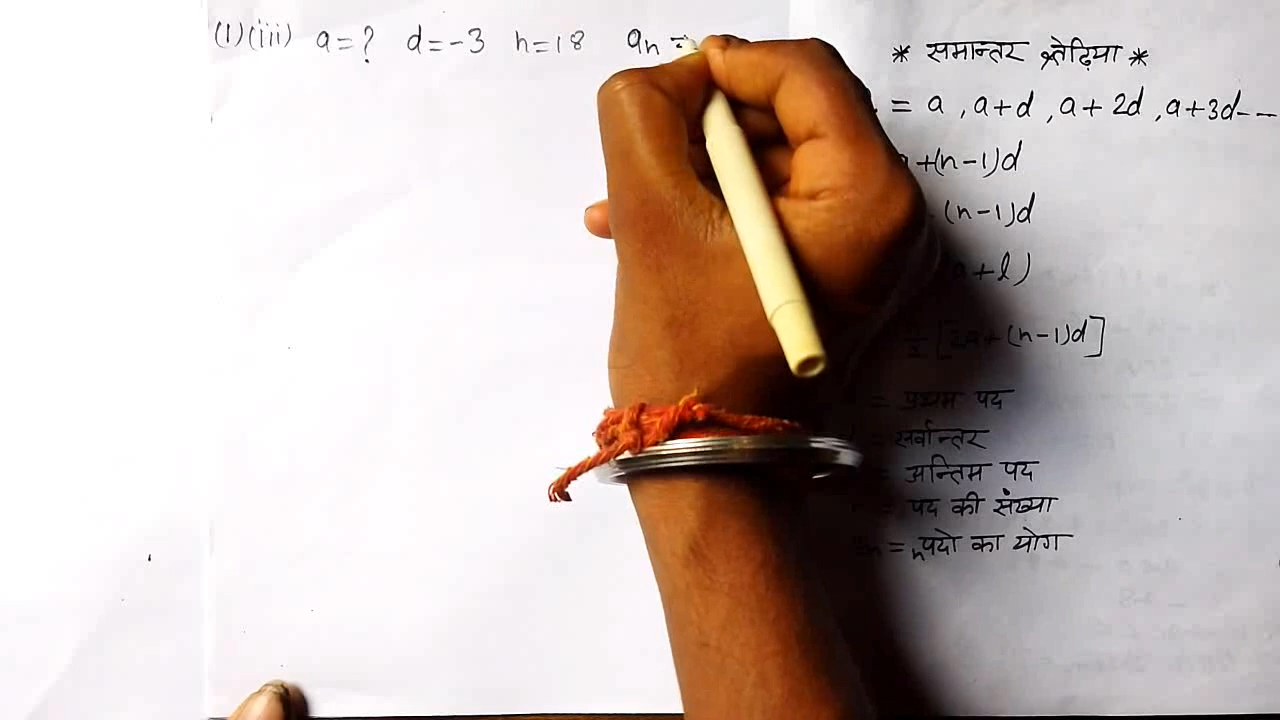 (1)(iii) a=? d=-3 n=18 an =
* समान्तर श्रेढ़िया *
= a , a+d , a+2d , a+3d--
+(n-1)d
(n-1)d
+l)
[2a+(n-1)d]
= प्रथम पद
= सर्वान्तर
= अन्तिम पद
= पद की संख्या
= n पदो का योग